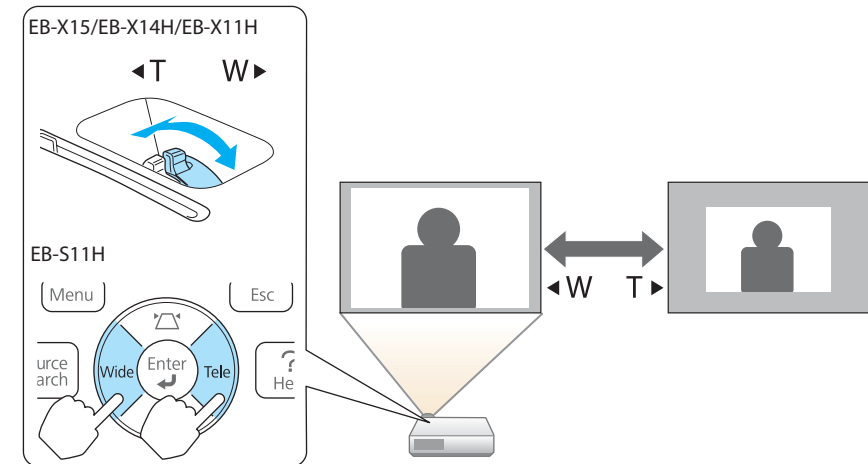 EB-X15/EB-X14H/EB-X11H
◄T W►
◄W T►
EB-S11H
Menu Esc
urce
arch
Wide Enter Tele
?
He